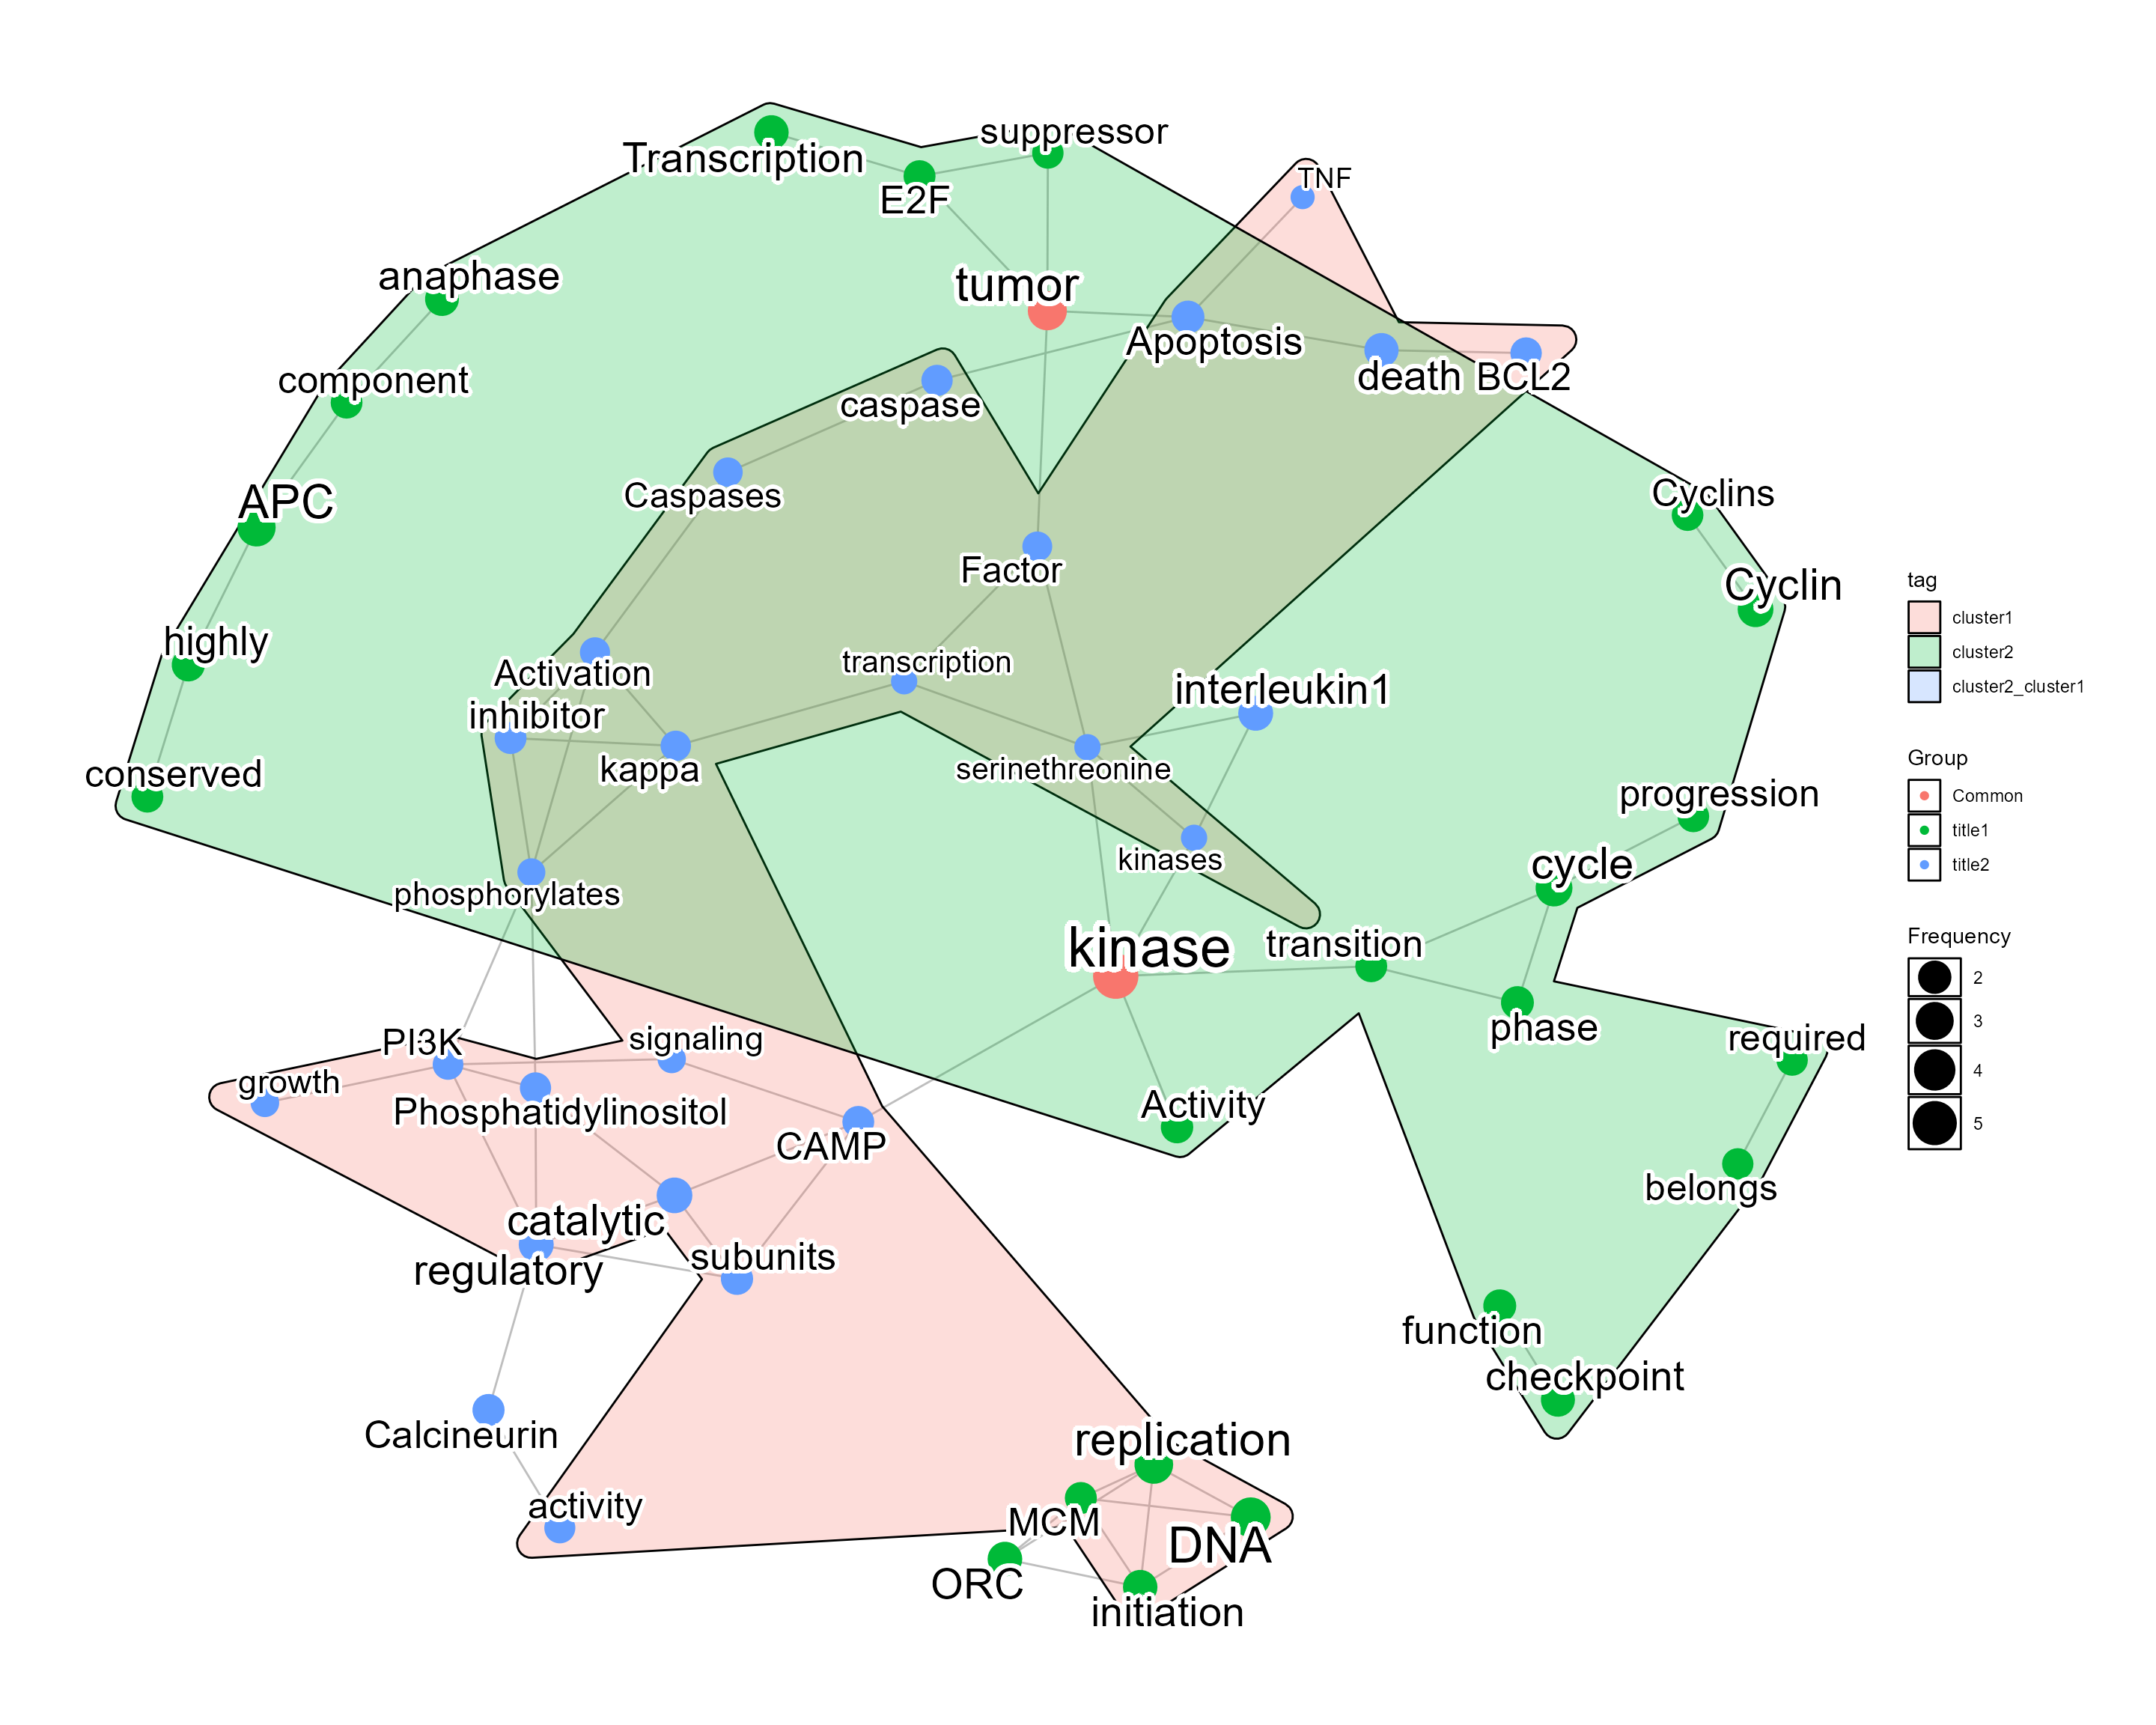 suppressor
Transcription
TNF
E2F
anaphase
tumor
Apoptosis
component
death
BCL2
caspase
APC
Caspases
Cyclins
Factor
Cyclin
highly
transcription
Activation
interleukin1
inhibitor
kappa
serinethreonine
conserved
progression
kinases
cycle
phosphorylates
kinase
transition
phase
PI3K
signaling
required
growth
Phosphatidylinositol
Activity
CAMP
belongs
catalytic
regulatory
subunits
function
checkpoint
Calcineurin
replication
activity
MCM
DNA
ORC
initiation
tag
cluster1
cluster2
cluster2_cluster1
Group
Common
title1
title2
Frequency
2
3
4
5